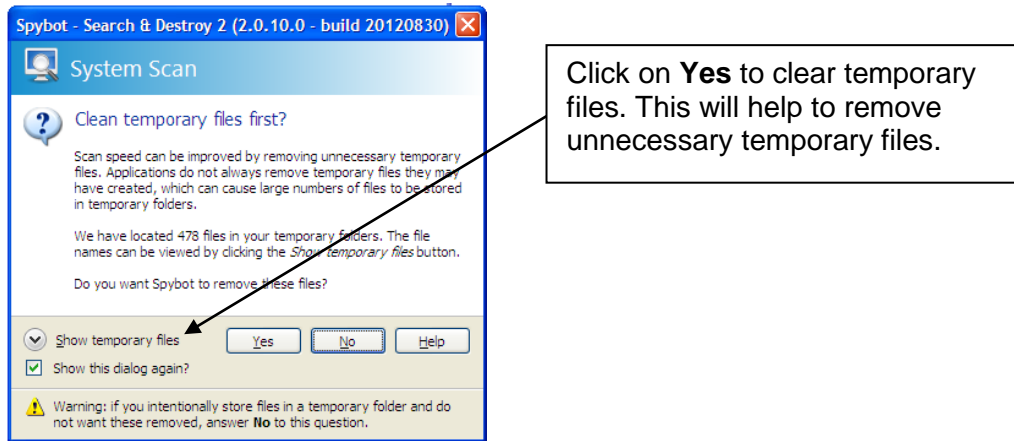 Spybot - Search & Destroy 2 (2.0.10.0 - build 20120830)
System Scan
Clean temporary files first?
Scan speed can be improved by removing unnecessary temporary
files. Applications do not always remove temporary files they may
have created, which can cause large numbers of files to be stored
in temporary folders.
We have located 478 files in your temporary folders. The file
names can be viewed by clicking the Show temporary files button.
Do you want Spybot to remove these files?
Show temporary files
Yes
No
Help
Show this dialog again?
Warning: if you intentionally store files in a temporary folder and do
not want these removed, answer No to this question.
Click on Yes to clear temporary
files. This will help to remove
unnecessary temporary files.